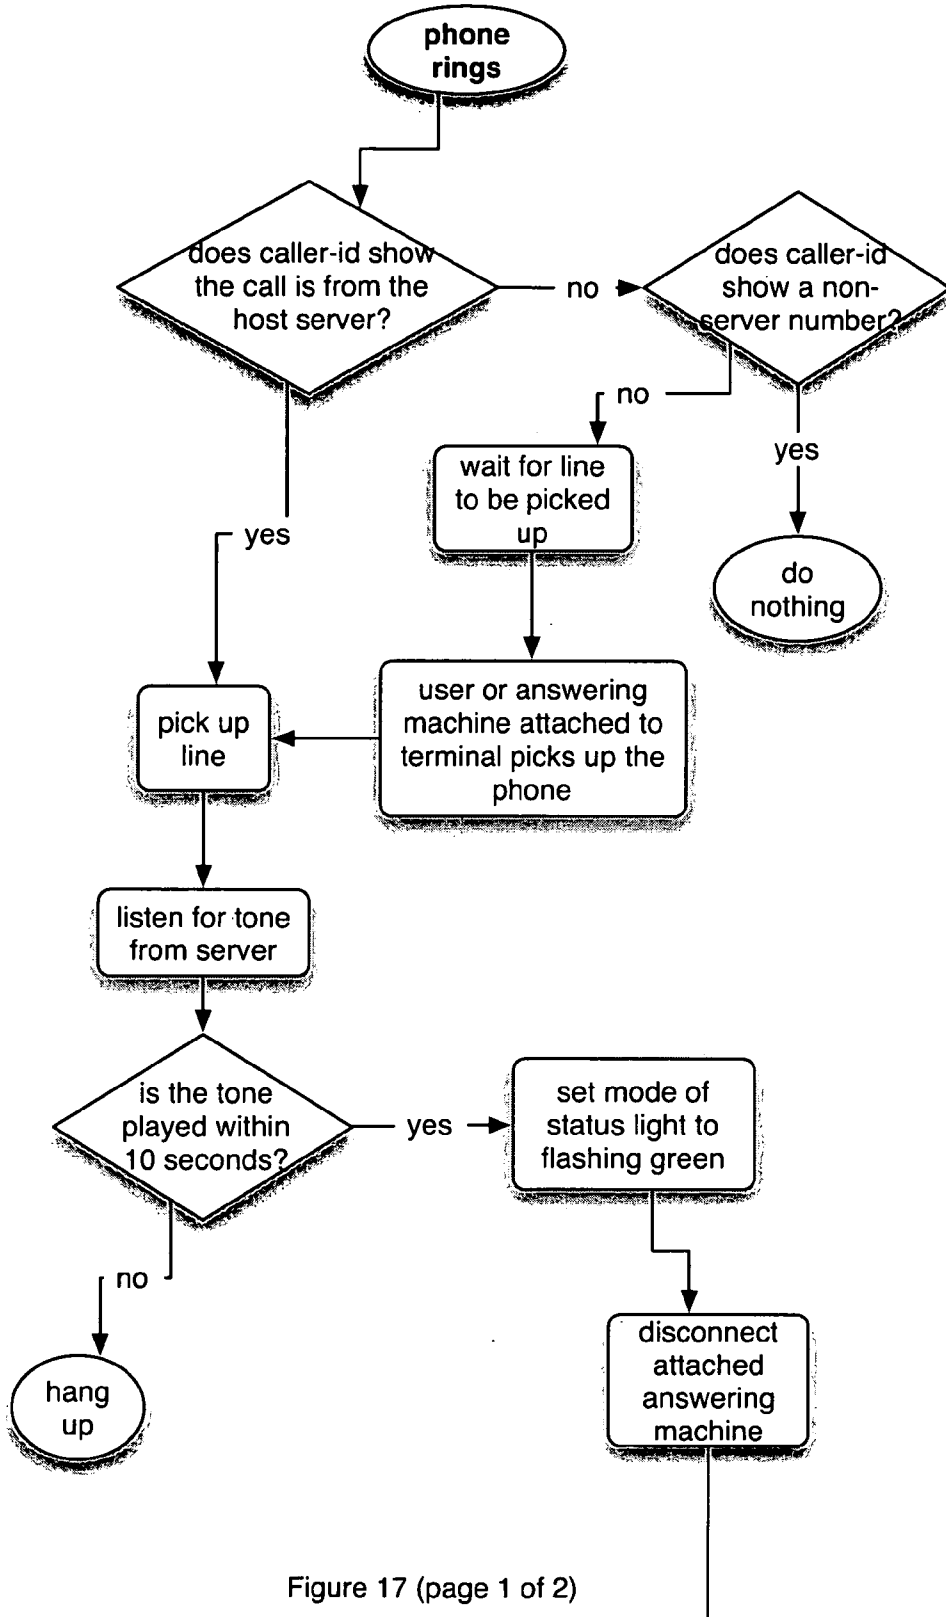 phone
rings
does caller-id show
the call is from the
host server?
no
does caller-id
show a non-
server number?
no
yes
wait for line
to be picked
up
do
nothing
yes
user or answering
machine attached to
terminal picks up the
phone
pick up
line
listen for tone
from server
is the tone
played within
10 seconds?
yes
set mode of
status light to
flashing green
no
disconnect
attached
answering
machine
hang
up
Figure 17 (page 1 of 2)